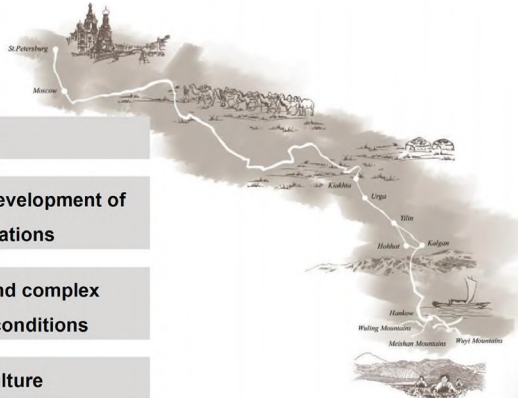 St.Petersburg
Moscow
Kiakhta
Urga
Yilin
Hohhot
Kalgan
Hankow
Wuling Mountains
Meishan Mountains
Wuyi Mountains
evelopment of
ations
nd complex
conditions
lture